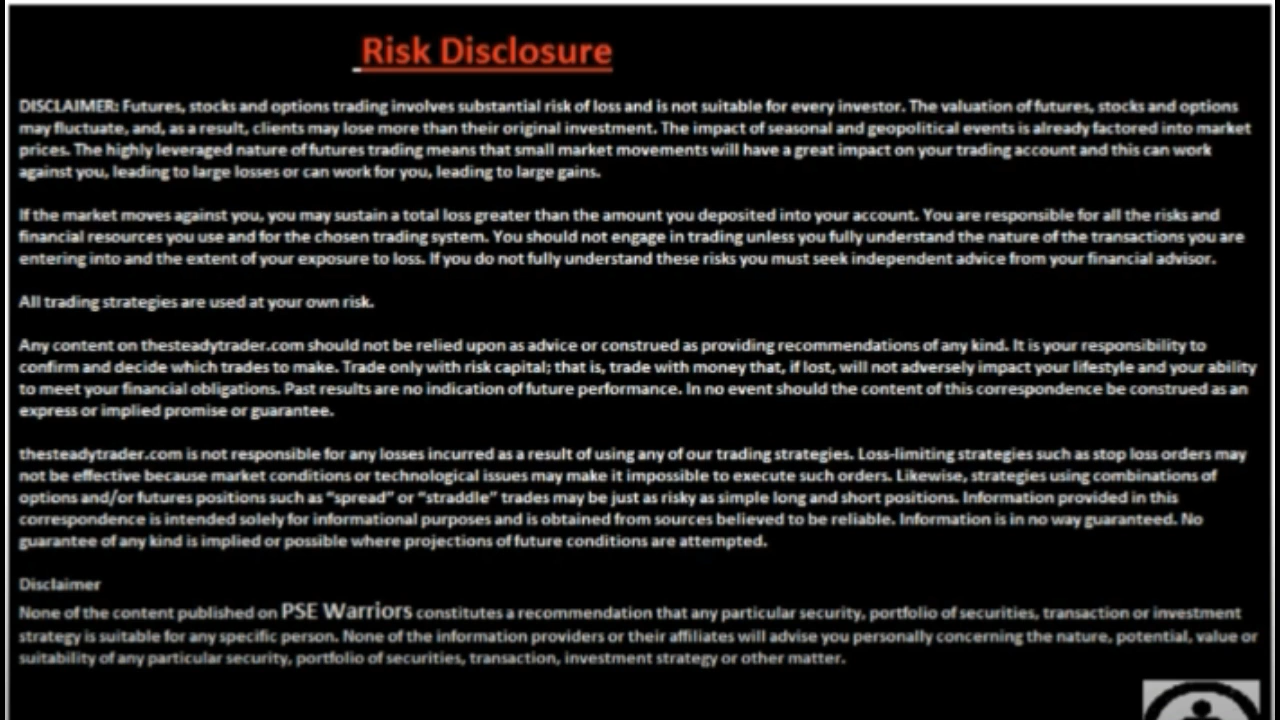 Risk Disclosure
DISCLAIMER: Futures, stocks and options trading involves substantial risk of loss and is not suitable for every investor. The valuation of futures, stocks and options
may fluctuate, and, as a result, clients may lose more than their original investment. The impact of seasonal and geopolitical events is already factored into market
prices. The highly leveraged nature of futures trading means that small market movements will have a great impact on your trading account and this can work
against you, leading to large losses or can work for you, leading to large gains.
If the market moves against you, you may sustain a total loss greater than the amount you deposited into your account. You are responsible for all the risks and
financial resources you use and for the chosen trading system. You should not engage in trading unless you fully understand the nature of the transactions you are
entering into and the extent of your exposure to loss. If you do not fully understand these risks you must seek independent advice from your financial advisor.
All trading strategies are used at your own risk.
Any content on thesteadytrader.com should not be relied upon as advice or construed as providing recommendations of any kind. It is your responsibility to
confirm and decide which trades to make. Trade only with risk capital; that is, trade with money that, if lost, will not adversely impact your lifestyle and your ability
to meet your financial obligations. Past results are no indication of future performance. In no event should the content of this correspondence be construed as an
express or implied promise or guarantee.
thesteadytrader.com is not responsible for any losses incurred as a result of using any of our trading strategies. Loss-limiting strategies such as stop loss orders may
not be effective because market conditions or technological issues may make it impossible to execute such orders. Likewise, strategies using combinations of
options and/or futures positions such as “spread” or “straddle” trades may be just as risky as simple long and short positions. Information provided in this
correspondence is intended solely for informational purposes and is obtained from sources believed to be reliable. Information is in no way guaranteed. No
guarantee of any kind is implied or possible where projections of future conditions are attempted.
Disclaimer
None of the content published on PSE Warriors constitutes a recommendation that any particular security, portfolio of securities, transaction or investment
strategy is suitable for any specific person. None of the information providers or their affiliates will advise you personally concerning the nature, potential, value or
suitability of any particular security, portfolio of securities, transaction, investment strategy or other matter.